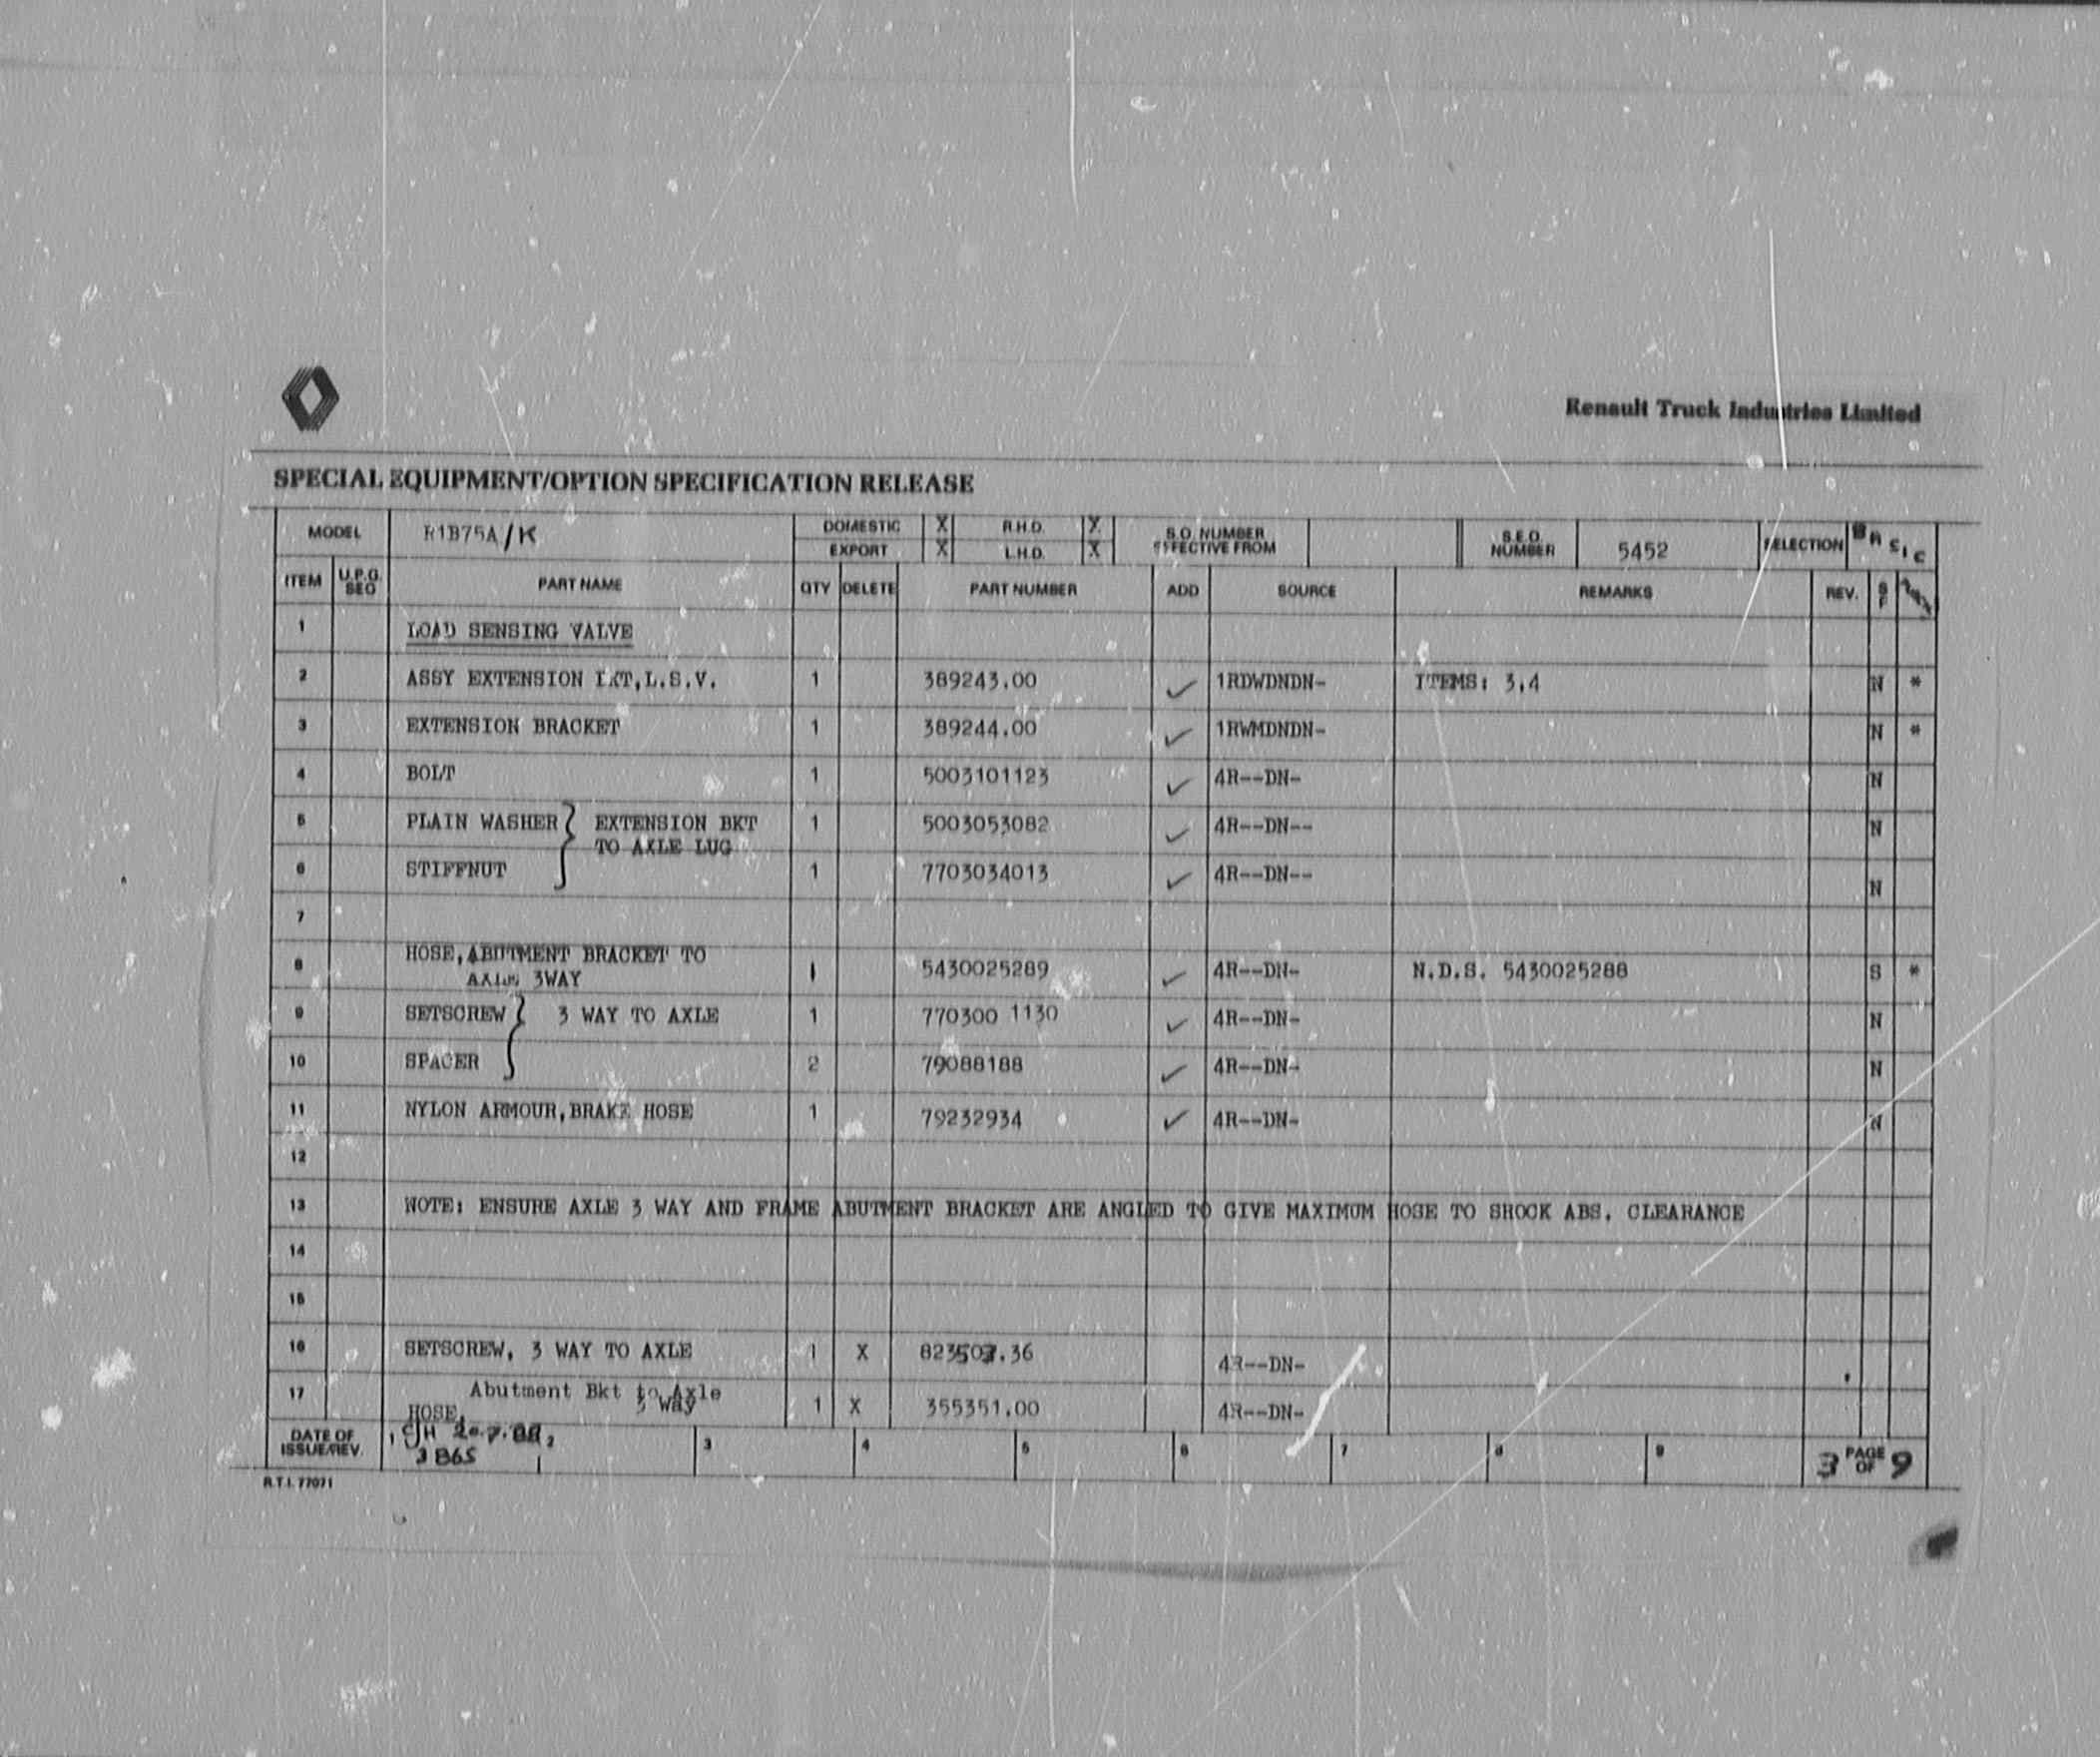 Renault Truck Industries Limited
SPECIAL EQUIPMENT/OPTION SPECIFICATION RELEASE
MODEL R1B75A/K DOMESTIC X R.H.D. X S.O. NUMBER EFFECTIVE FROM S.E.O. NUMBER 5452 SELECTION BASIC
EXPORT X L.H.D. X
ITEM U.P.G. SEQ PART NAME QTY DELETE PART NUMBER ADD SOURCE REMARKS REV.
1 LOAD SENSING VALVE
2 ASSY EXTENSION BKT,L.S.V. 1 389243.00 ✓ 1RDWDNDN- ITEMS: 3,4 N *
3 EXTENSION BRACKET 1 389244.00 ✓ 1RWMDNDN- N *
4 BOLT 1 5003101123 ✓ 4R--DN- N
5 PLAIN WASHER } EXTENSION BKT 1 5003053082 ✓ 4R--DN-- N
TO AXLE LUG
6 STIFFNUT 1 7703034013 ✓ 4R--DN-- N
7
8 HOSE,ABUTMENT BRACKET TO
AXLE 3WAY 1 5430025289 ✓ 4R--DN- N.D.S. 5430025288 S *
9 SETSCREW } 3 WAY TO AXLE 1 770300 1130 ✓ 4R--DN- N
10 SPACER 2 79088188 ✓ 4R--DN- N
11 NYLON ARMOUR,BRAKE HOSE 1 79232934 ✓ 4R--DN- N
12
13 NOTE: ENSURE AXLE 3 WAY AND FRAME ABUTMENT BRACKET ARE ANGLED TO GIVE MAXIMUM HOSE TO SHOCK ABS. CLEARANCE
14
15
16 SETSCREW, 3 WAY TO AXLE 1 X 4R--DN-
17 HOSE, Abutment Bkt to Axle 3 Way 1 X 355351.00 4R--DN-
DATE OF ISSUE/REV. 1 2 3 4 5 6 7 8 9 3 PAGE OF 9
3865
R.T.I. 77071